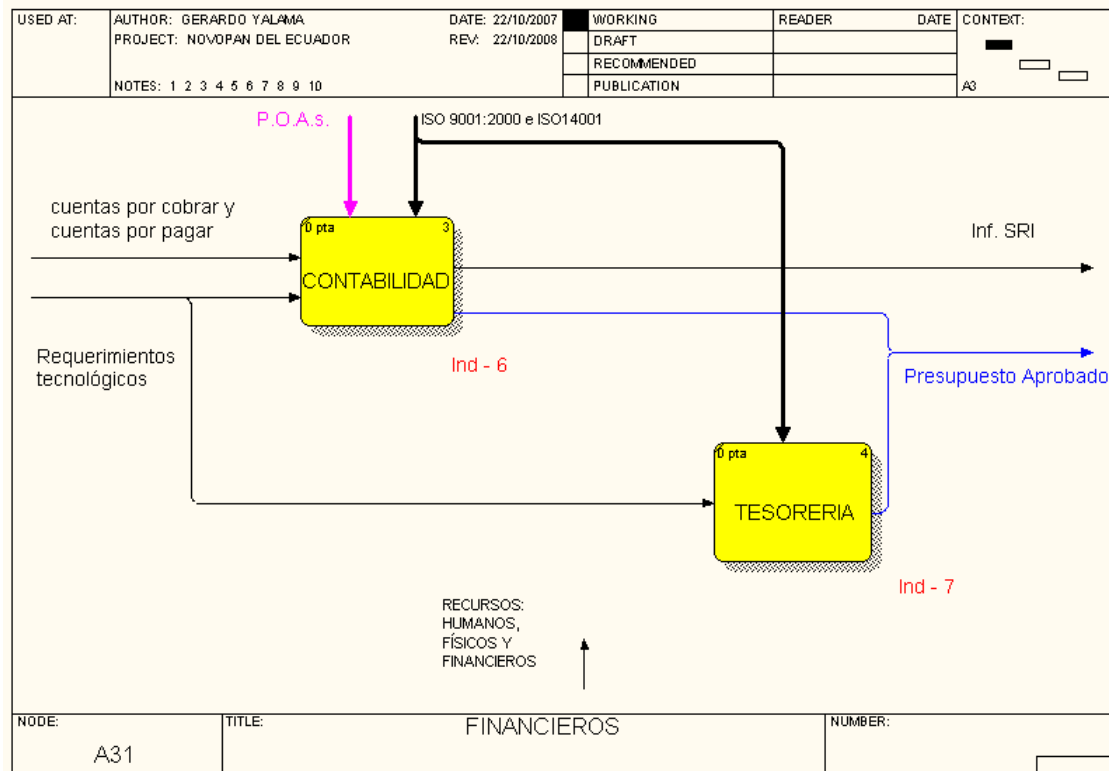 USED AT:
AUTHOR: GERARDO YALAMA
DATE: 22/10/2007
WORKING
READER
DATE
CONTEXT:
PROJECT: NOVOPAN DEL ECUADOR
REV: 22/10/2008
DRAFT
RECOMMENDED
NOTES: 1 2 3 4 5 6 7 8 9 10
PUBLICATION
A3
P.O.A.s.
ISO 9001:2000 e ISO14001
cuentas por cobrar y
cuentas por pagar
0 pta
3
CONTABILIDAD
Inf. SRI
Requerimientos
tecnológicos
Ind - 6
Presupuesto Aprobado
0 pta
4
TESORERIA
Ind - 7
RECURSOS:
HUMANOS,
FÍSICOS Y
FINANCIEROS
NODE:
A31
TITLE:
FINANCIEROS
NUMBER: